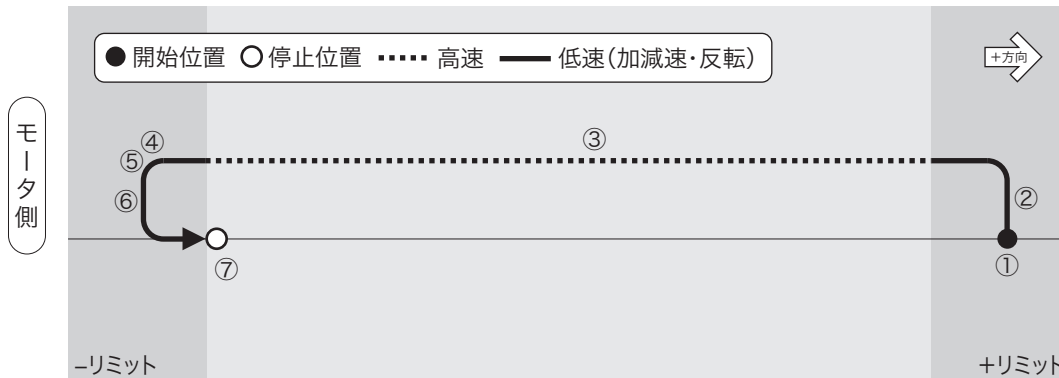 ●開始位置 ○停止位置 ・・・・・ 高速 ━━ 低速(加減速・反転)
+方向
モータ側
④
③
⑤
⑥
②
⑦
①
−リミット
+リミット